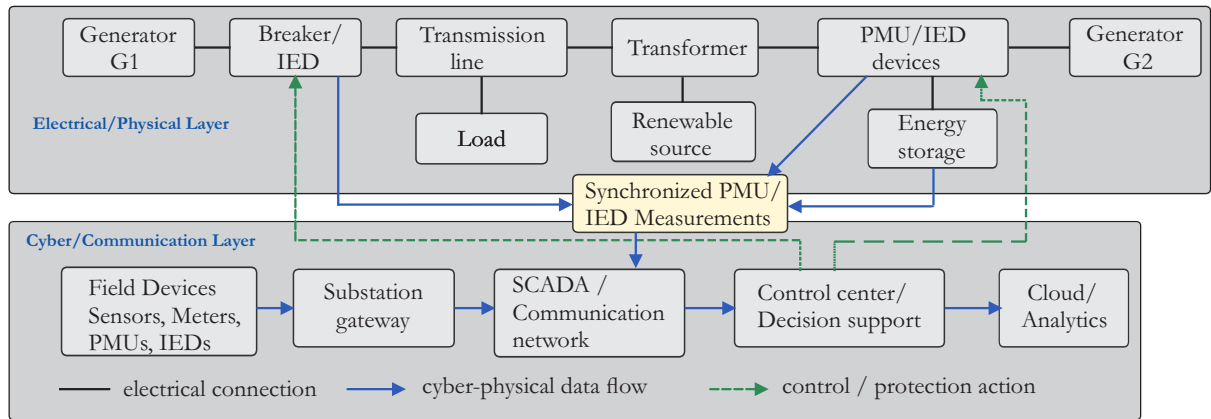 Generator
G1
Breaker/
IED
Transmission
line
Transformer
PMU/IED
devices
Generator
G2
Electrical/Physical Layer
Load
Renewable
source
Energy
storage
Synchronized PMU/
IED Measurements
Cyber/Communication Layer
Field Devices
Sensors, Meters,
PMUs, IEDs
Substation
gateway
SCADA /
Communication
network
Control center/
Decision support
Cloud/
Analytics
electrical connection
cyber-physical data flow
control / protection action